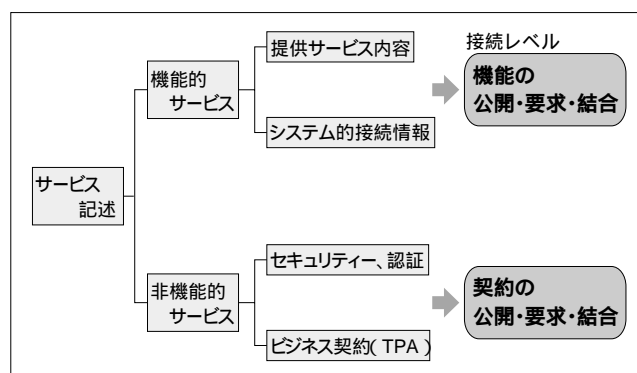 提供サービス内容
接続レベル
機能的
サービス
機能の
公開・要求・結合
システム的接続情報
サービス
記述
セキュリティー、認証
非機能的
サービス
契約の
公開・要求・結合
ビジネス契約(TPA)